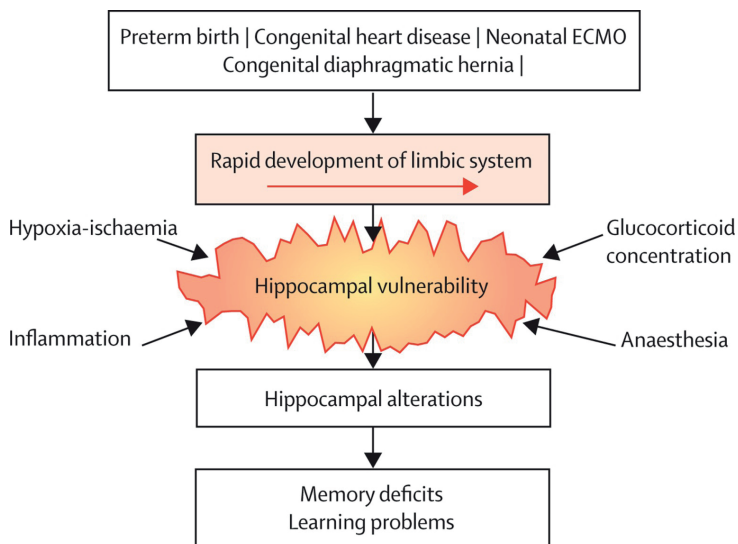 Preterm birth | Congenital heart disease | Neonatal ECMO
Congenital diaphragmatic hernia |
Rapid development of limbic system
Hypoxia-ischaemia
Glucocorticoid
concentration
Hippocampal vulnerability
Inflammation
Anaesthesia
Hippocampal alterations
Memory deficits
Learning problems